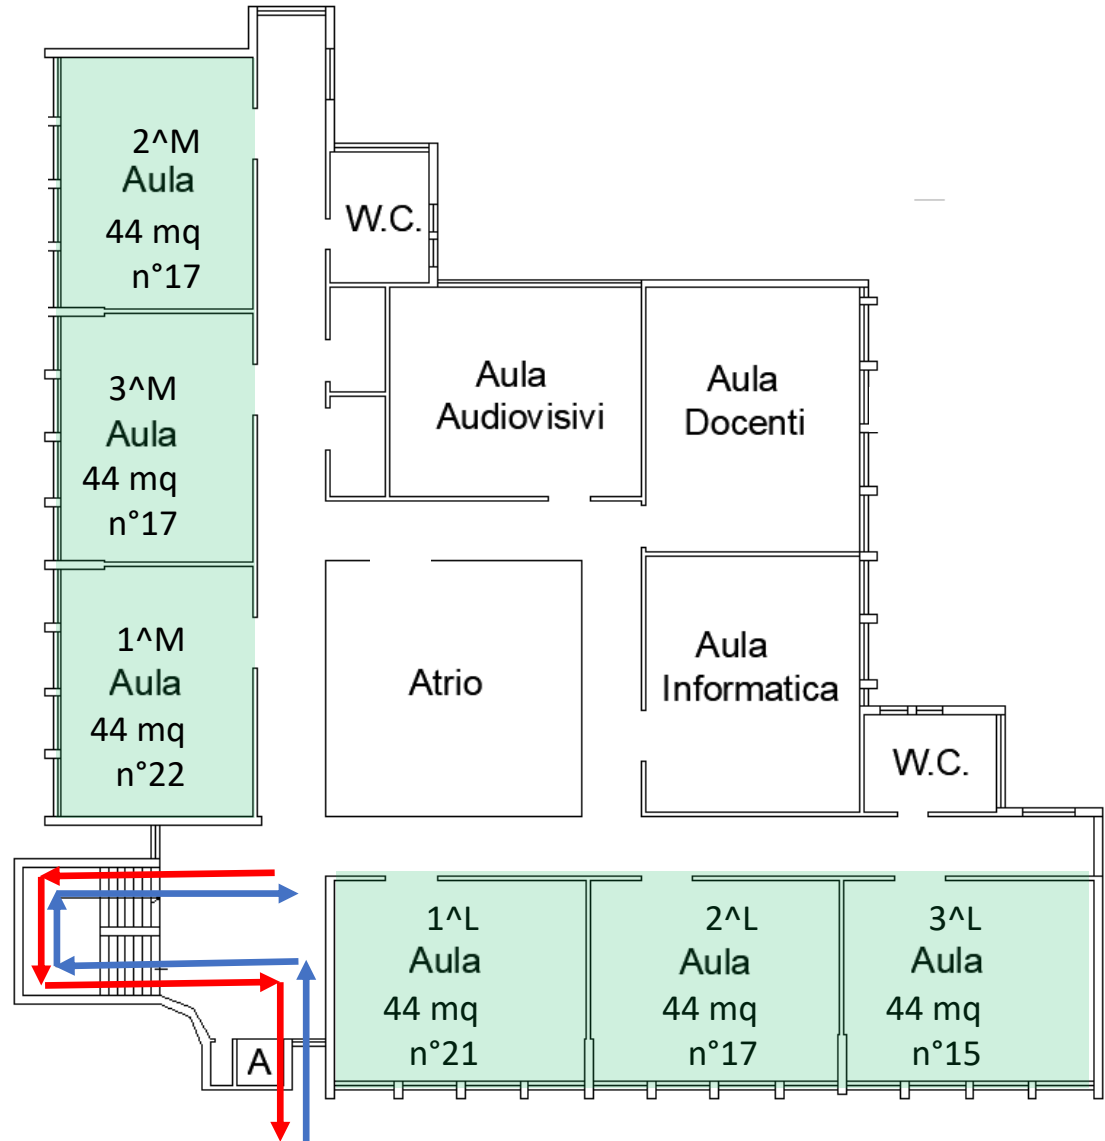 2^M
Aula
44 mq
n°17
W.C.
3^M
Aula
44 mq
n°17
Aula
Audiovisivi
Aula
Docenti
1^M
Aula
44 mq
n°22
Atrio
Aula
Informatica
W.C.
1^L
Aula
44 mq
n°21
2^L
Aula
44 mq
n°17
3^L
Aula
44 mq
n°15
A